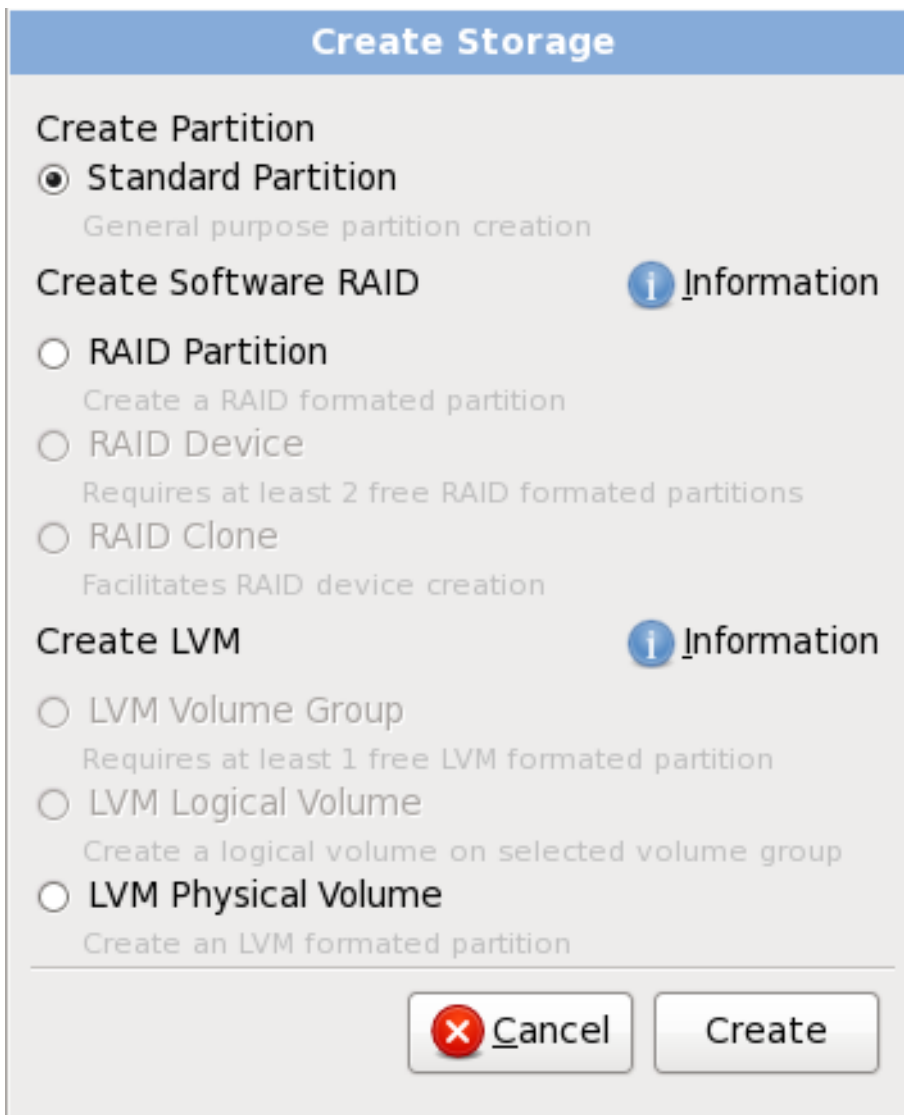 Create Storage
Create Partition
Standard Partition
General purpose partition creation
Create Software RAID
Information
RAID Partition
Create a RAID formated partition
RAID Device
Requires at least 2 free RAID formated partitions
RAID Clone
Facilitates RAID device creation
Create LVM
Information
LVM Volume Group
Requires at least 1 free LVM formated partition
LVM Logical Volume
Create a logical volume on selected volume group
LVM Physical Volume
Create an LVM formated partition
Cancel
Create